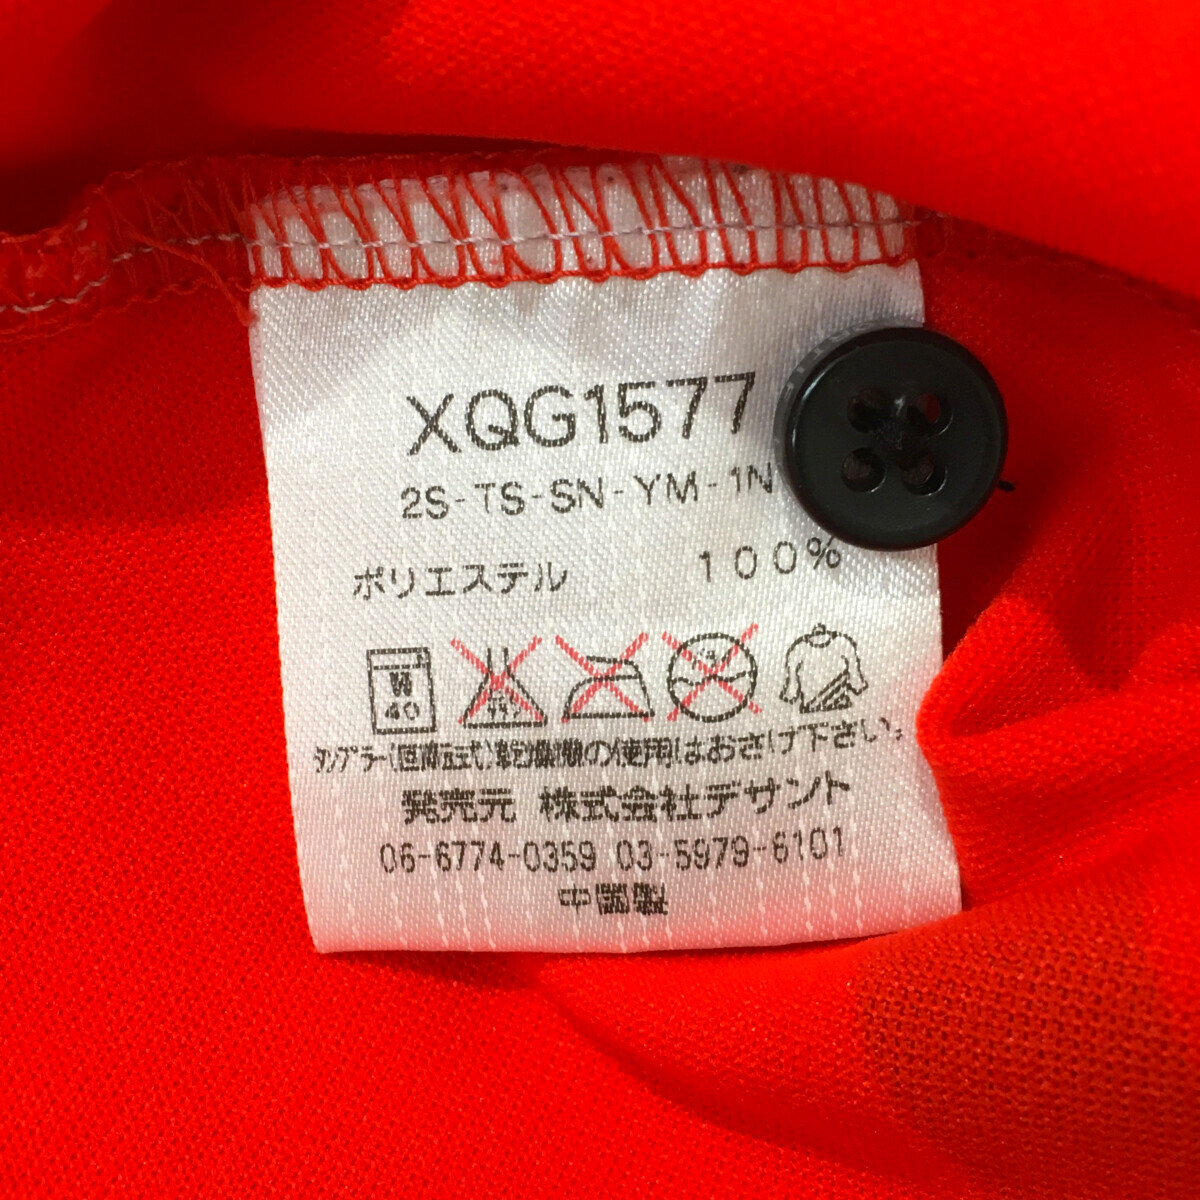 XQG1577
2S-TS-SN-YM-1N
ポリエステル 100%
W
40
タンブラー(回転式)乾燥機の使用はおさけ下さい。
発売元 株式会社デサント
06-6774-0359 03-5979-6101
中国製